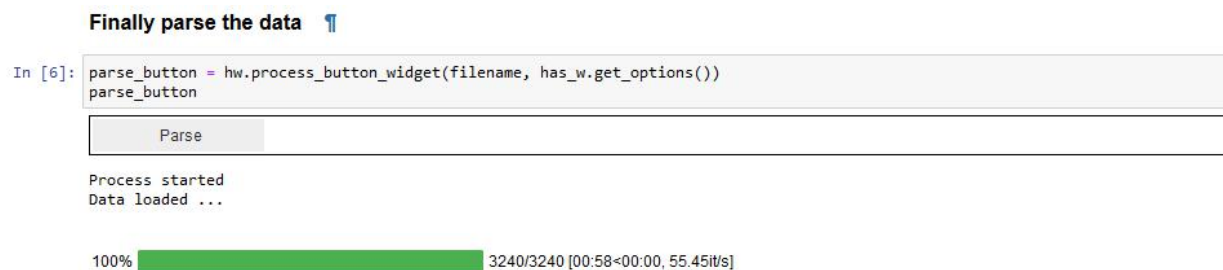 Finally parse the data ¶
In [6]: parse_button = hw.process_button_widget(filename, has_w.get_options())
parse_button
Parse
Process started
Data loaded ...
100% 3240/3240 [00:58<00:00, 55.45it/s]